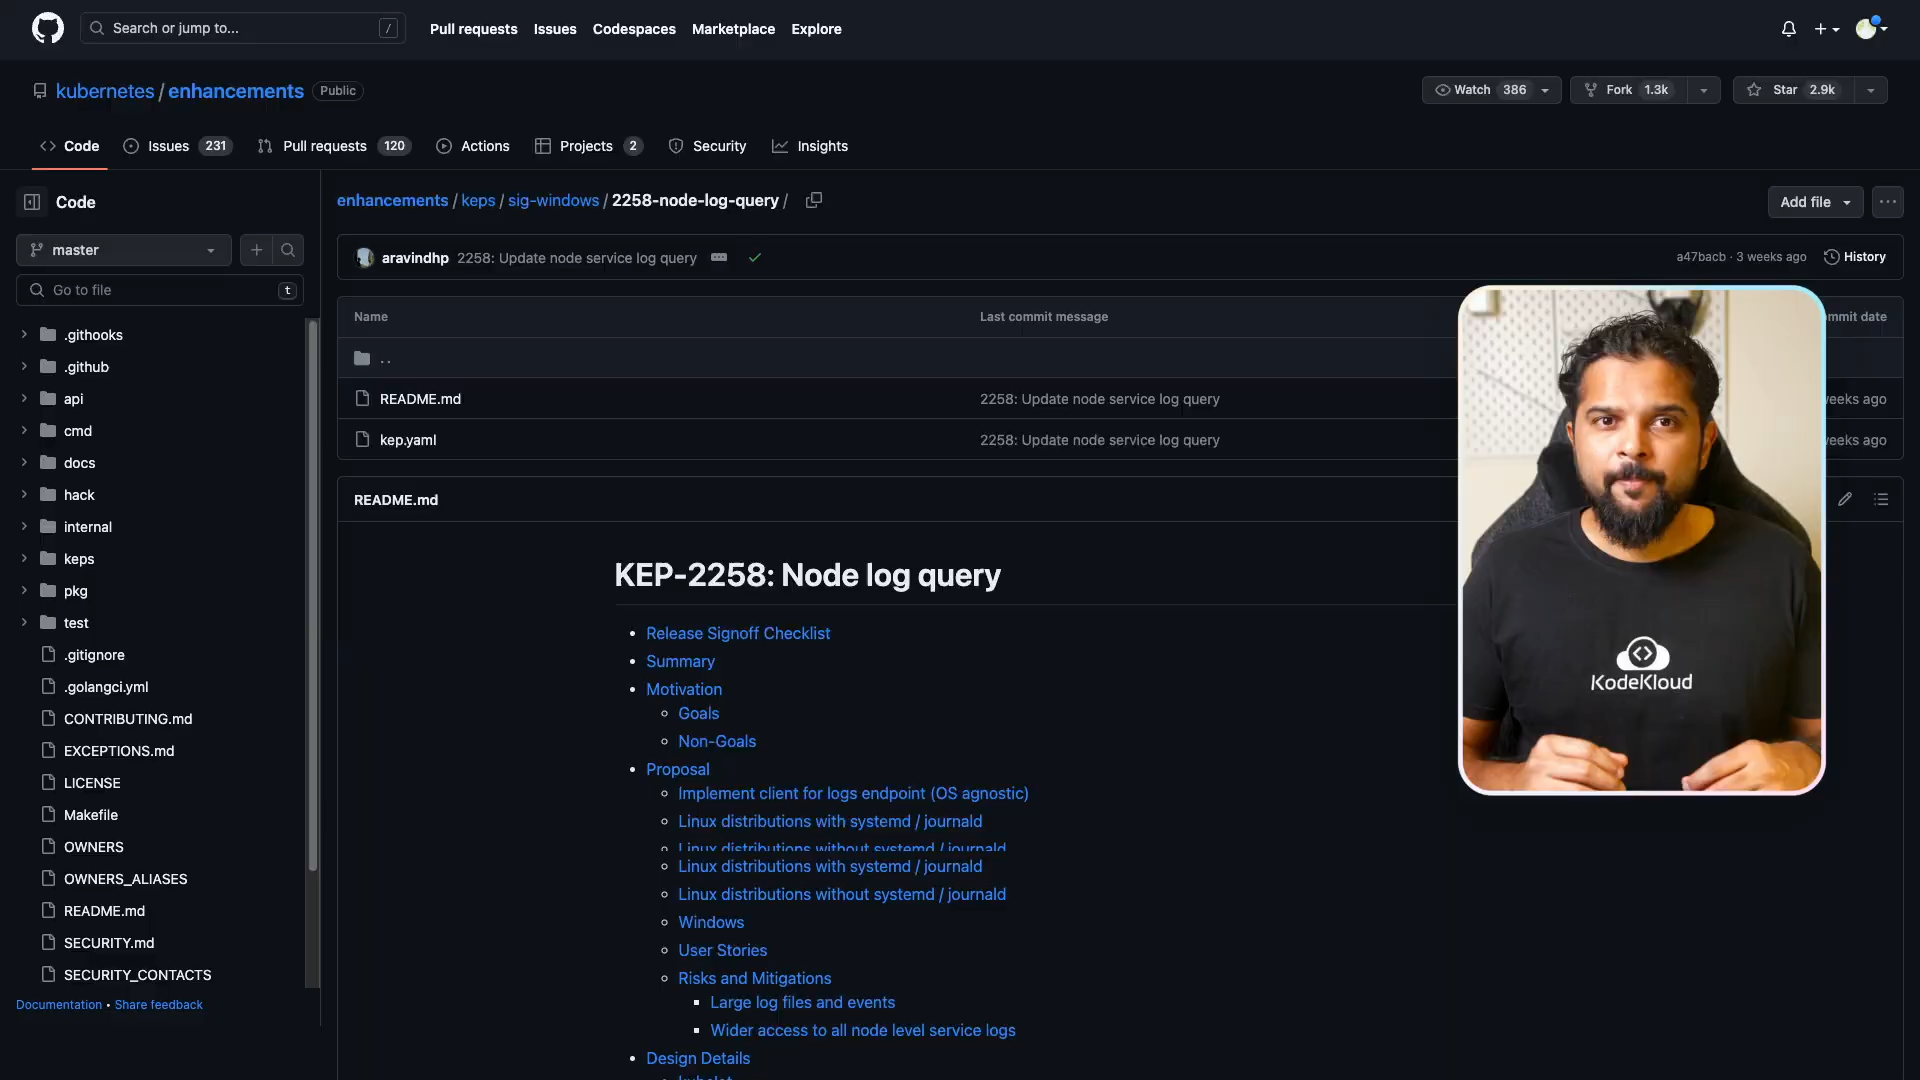 Search or jump to... /
Pull requests Issues Codespaces Marketplace Explore
kubernetes / enhancements Public
Watch 386 Fork 1.3k Star 2.9k
Code Issues 231 Pull requests 120 Actions Projects 2 Security Insights
Code
master
Go to file t
.githooks
.github
api
cmd
docs
hack
internal
keps
pkg
test
.gitignore
.golangci.yml
CONTRIBUTING.md
EXCEPTIONS.md
LICENSE
Makefile
OWNERS
OWNERS_ALIASES
README.md
SECURITY.md
SECURITY_CONTACTS
Documentation • Share feedback
enhancements / keps / sig-windows / 2258-node-log-query /
Add file
aravindhp 2258: Update node service log query
a47bacb · 3 weeks ago History
Name Last commit message mmit date
..
README.md 2258: Update node service log query weeks ago
kep.yaml 2258: Update node service log query weeks ago
README.md
KEP-2258: Node log query
Release Signoff Checklist
Summary
Motivation
Goals
Non-Goals
Proposal
Implement client for logs endpoint (OS agnostic)
Linux distributions with systemd / journald
Linux distributions without systemd / journald
Linux distributions with systemd / journald
Linux distributions without systemd / journald
Windows
User Stories
Risks and Mitigations
Large log files and events
Wider access to all node level service logs
Design Details
kubelet
KodeKloud